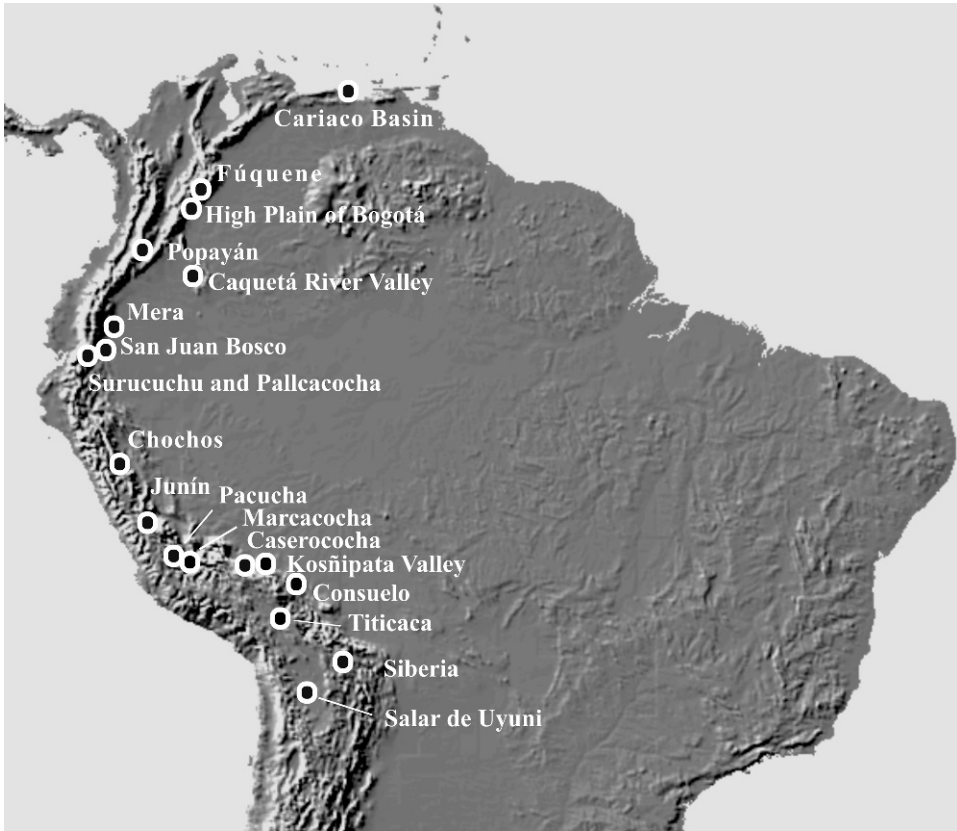 Cariaco Basin
Fúquene
High Plain of Bogotá
Popayán
Caquetá River Valley
Mera
San Juan Bosco
Surucuchu and Pallcacocha
Chochos
Junín
Pacucha
Marcacocha
Caserococha
Kosñipata Valley
Consuelo
Titicaca
Siberia
Salar de Uyuni